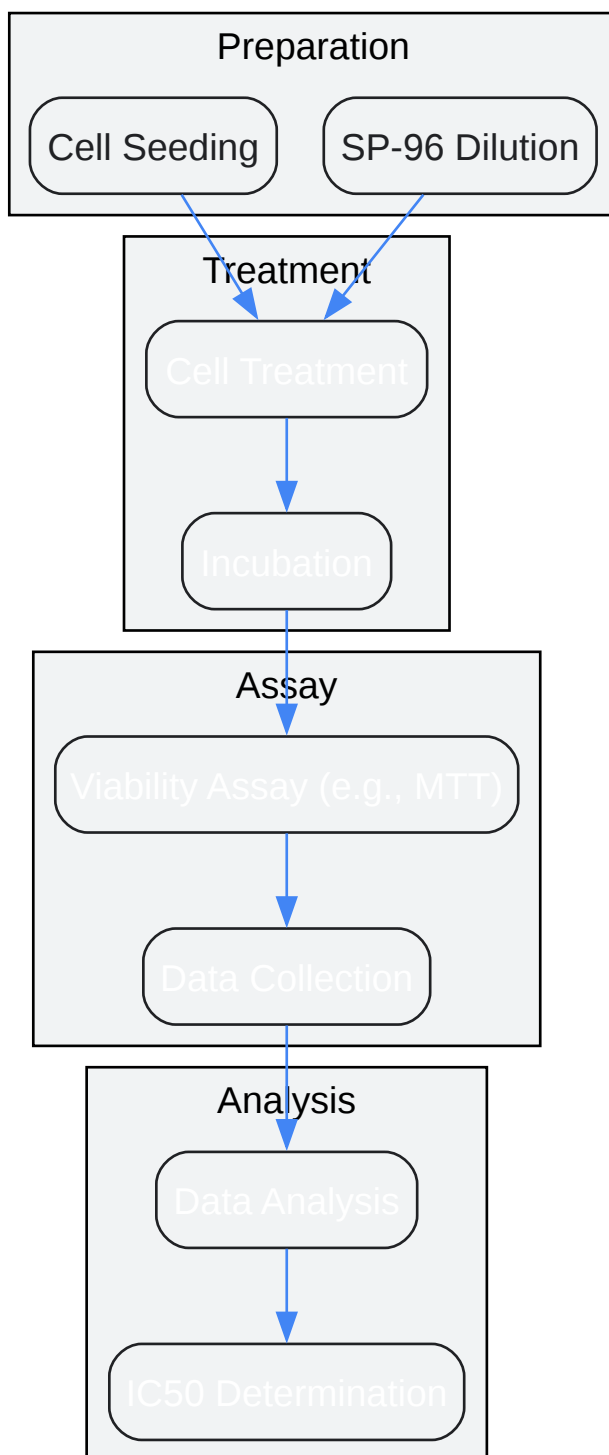 Preparation
Cell Seeding
SP-96 Dilution
Treatment
Cell Treatment
Incubation
Assay
Viability Assay (e.g., MTT)
Data Collection
Analysis
Data Analysis
IC50 Determination